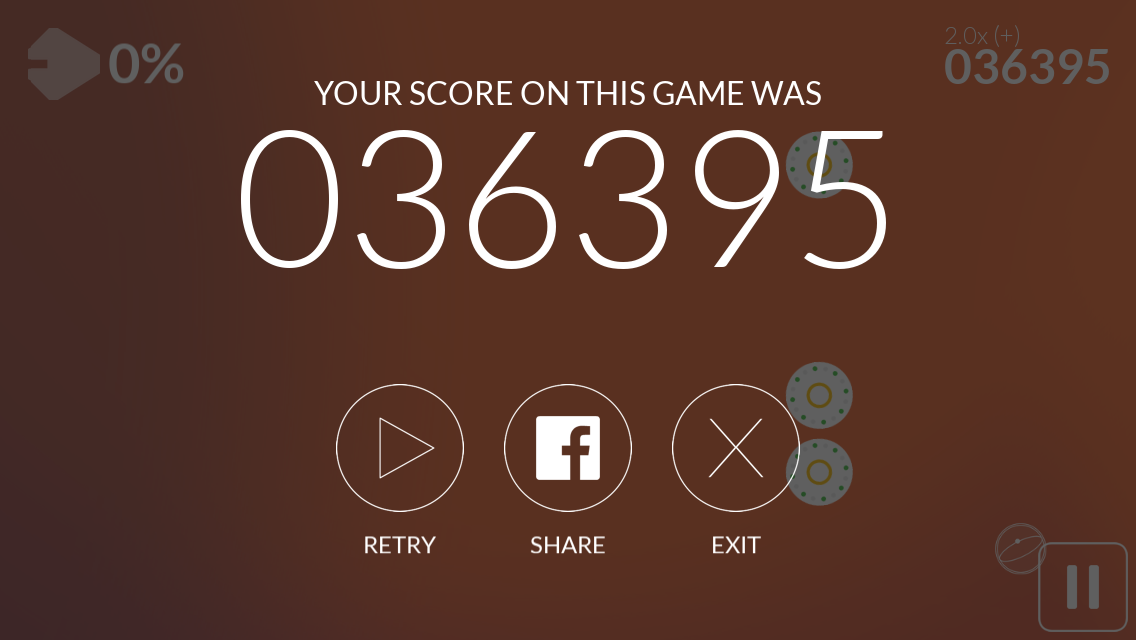 0%
2.0x (+)
036395
YOUR SCORE ON THIS GAME WAS
036395
RETRY
SHARE
EXIT